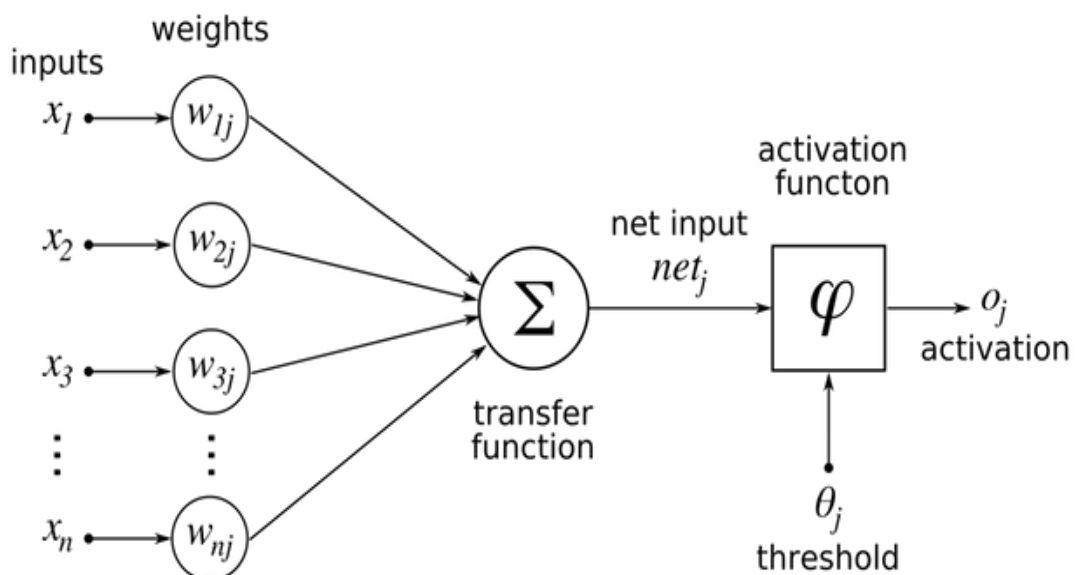 weights
inputs
x1
w1j
x2
w2j
x3
w3j
⋮
⋮
xn
wnj
Σ
transfer
function
net input
netj
activation
functon
φ
oj
activation
θj
threshold